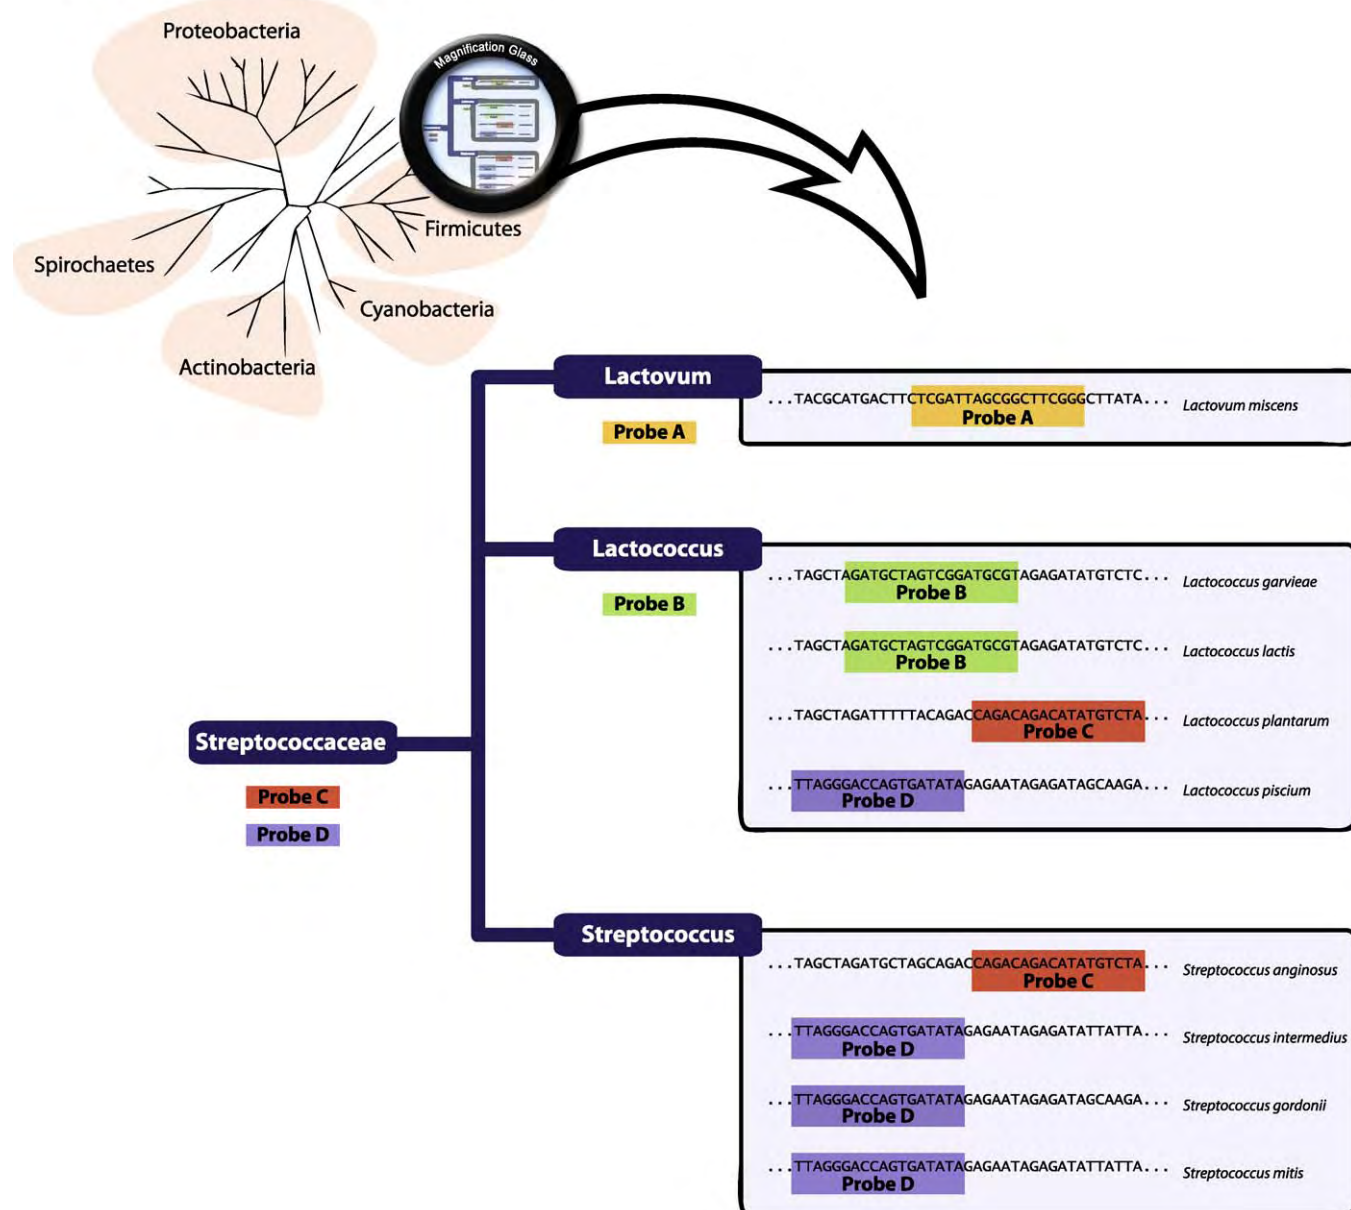 Proteobacteria
Magnification Glass
Firmicutes
Spirochaetes
Cyanobacteria
Actinobacteria
Lactovum
Probe A
...TACGCATGACTTCTCGATTAGCGGCTTCGGGCTTATA... Lactovum miscens
Probe A
Lactococcus
Probe B
...TAGCTAGATGCTAGTCGGATGCGTAGAGATATGTCTC... Lactococcus garvieae
Probe B
...TAGCTAGATGCTAGTCGGATGCGTAGAGATATGTCTC... Lactococcus lactis
Probe B
...TAGCTAGATTTTTACAGACCAGACAGACATATGTCTA... Lactococcus plantarum
Probe C
...TTAGGGACCAGTGATATAGAGAATAGAGATAGCAAGA... Lactococcus piscium
Probe D
Streptococcaceae
Probe C
Probe D
Streptococcus
...TAGCTAGATGCTAGCAGACCAGACAGACATATGTCTA... Streptococcus anginosus
Probe C
...TTAGGGACCAGTGATATAGAGAATAGAGATATTATTA... Streptococcus intermedius
Probe D
...TTAGGGACCAGTGATATAGAGAATAGAGATAGCAAGA... Streptococcus gordonii
Probe D
...TTAGGGACCAGTGATATAGAGAATAGAGATATTATTA... Streptococcus mitis
Probe D